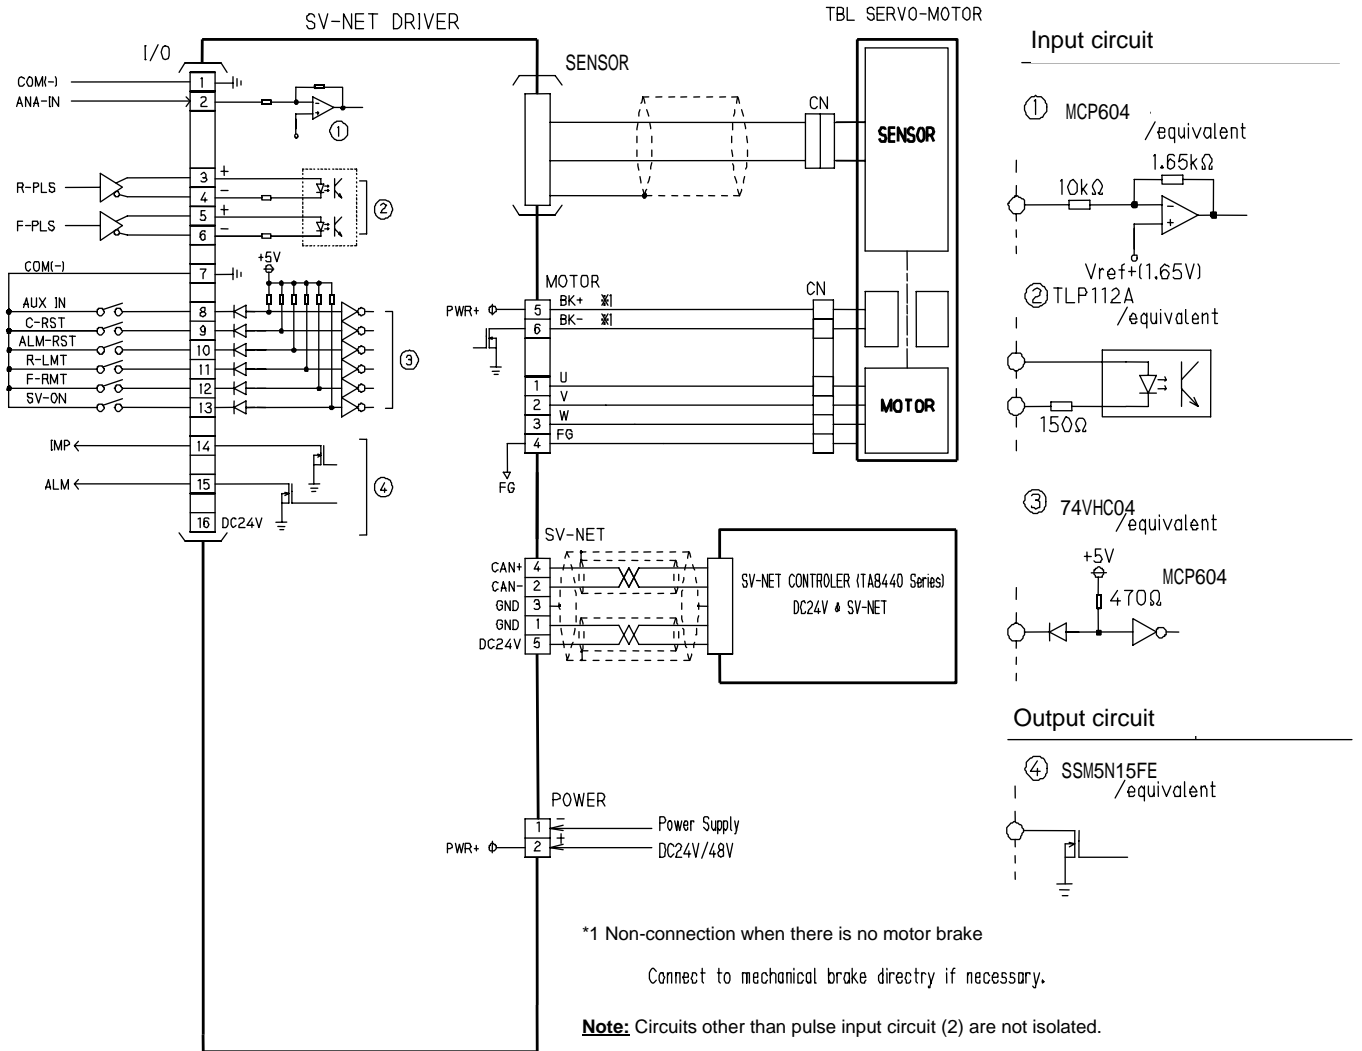 SV-NET DRIVER
TBL SERVO-MOTOR
I/O
COM(-)
1
ANA-IN
2
①
3
+
R-PLS
4
−
②
5
+
F-PLS
6
−
COM(-)
7
+5V
AUX IN
8
C-RST
9
ALM-RST
10
R-LMT
11
③
F-RMT
12
SV-ON
13
IMP
14
ALM
15
④
16
DC24V
SENSOR
CN
SENSOR
MOTOR
CN
PWR+
5
BK+ ※1
6
BK- ※1
1
U
2
V
3
W
4
FG
MOTOR
FG
SV-NET
CAN+
4
CAN-
2
GND
3
GND
1
DC24V
5
SV-NET CONTROLER (TA8440 Series)
DC24V & SV-NET
POWER
1
−
Power Supply
PWR+
2
+
DC24V/48V
*1 Non-connection when there is no motor brake
Connect to mechanical brake directry if necessary.
Note: Circuits other than pulse input circuit (2) are not isolated.
Input circuit
① MCP604
/equivalent
1.65kΩ
10kΩ
−
+
Vref+(1.65V)
② TLP112A
/equivalent
150Ω
③ 74VHC04
/equivalent
+5V
MCP604
470Ω
Output circuit
④ SSM5N15FE
/equivalent